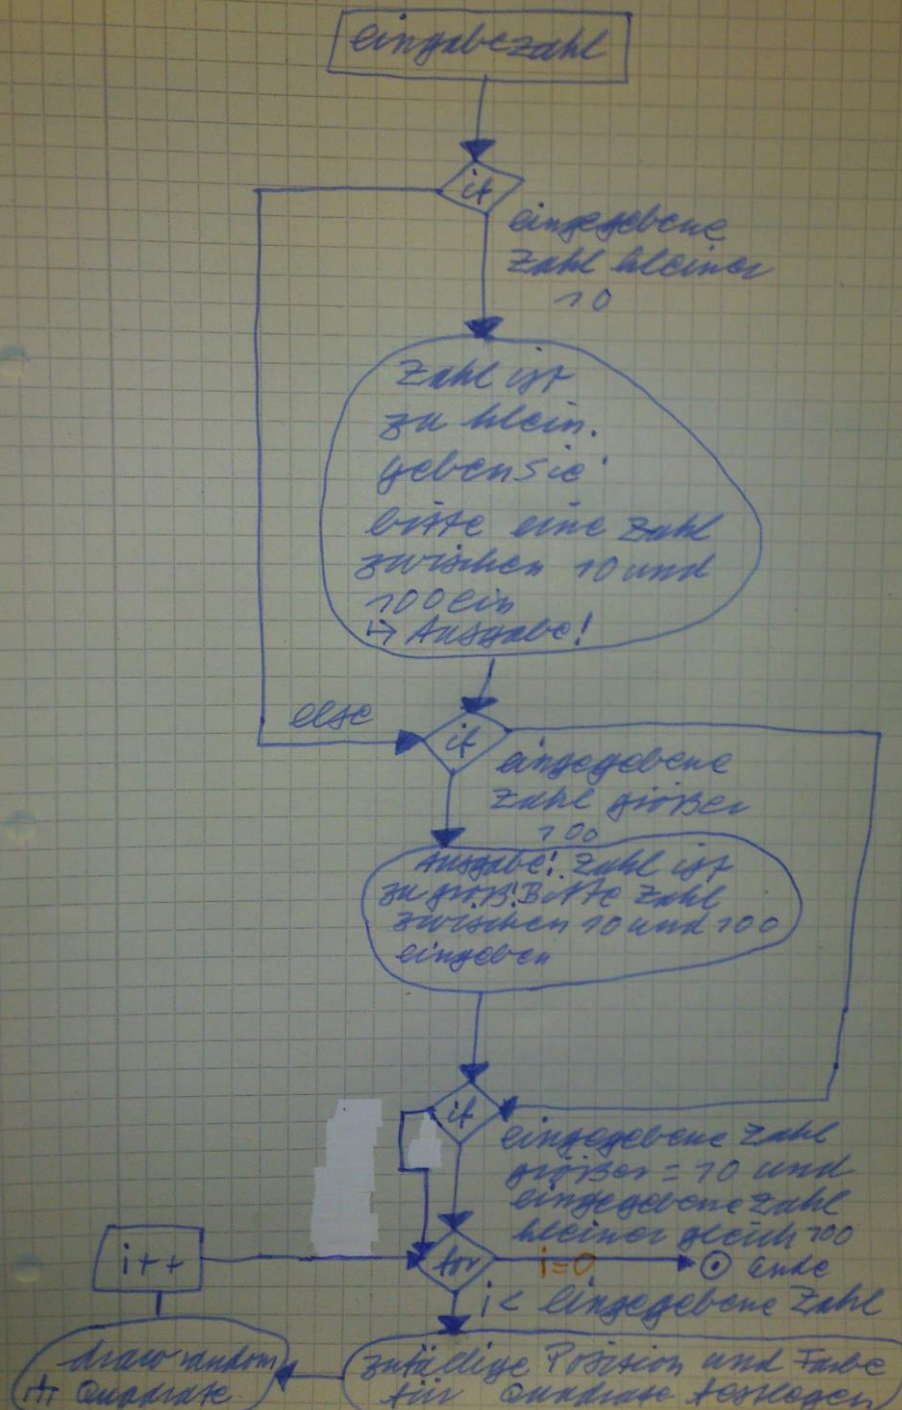 eingabezahl
if
eingegebene
Zahl kleiner
10
Zahl ist
zu klein.
geben sie
bitte eine Zahl
zwischen 10 und
100 ein
↦ Ausgabe!
else
if
eingegebene
Zahl größer
100
Ausgabe! Zahl ist
zu groß! Bitte Zahl
zwischen 10 und 100
eingeben
if
eingegebene Zahl
größer = 10 und
eingegebene Zahl
kleiner gleich 100
i++
for
i=0
ende
i < eingegebene Zahl
draw random
Quadrate
zufällige Position und Farbe
für Quadrate festlegen